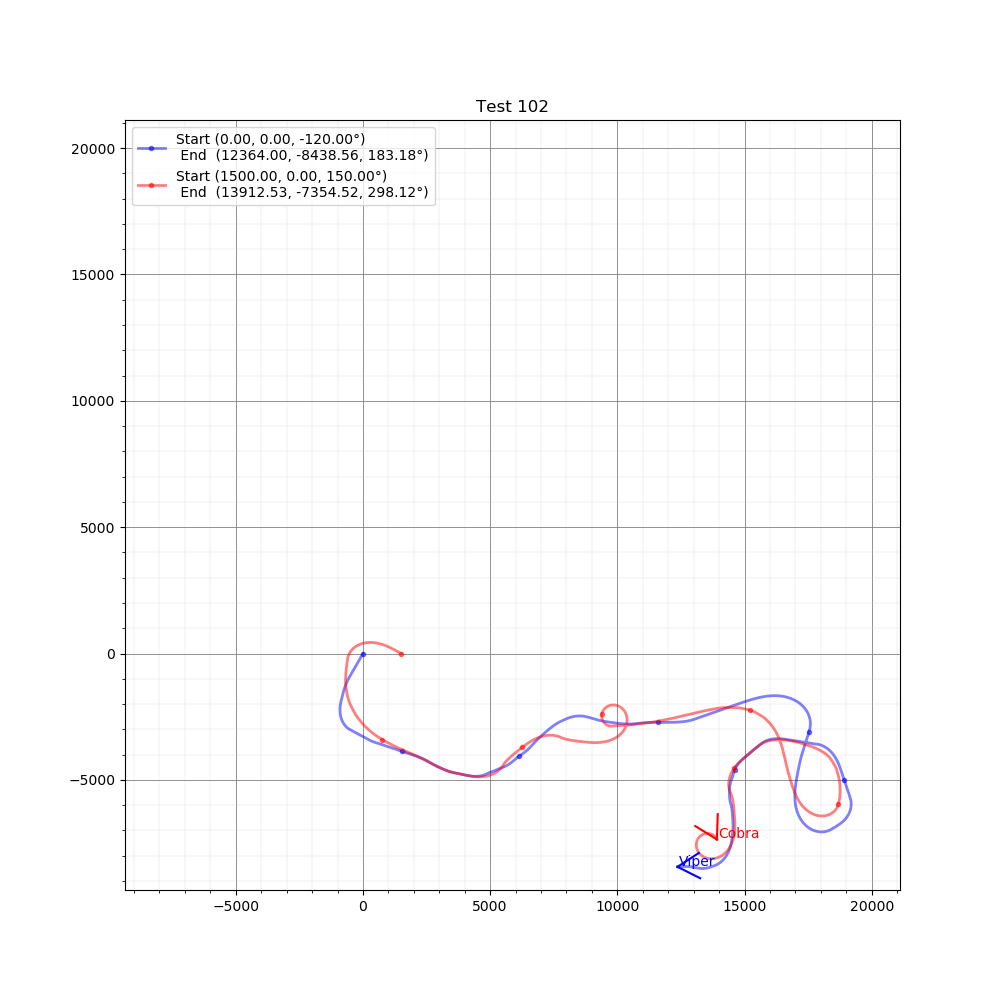 Test 102
Start (0.00, 0.00, -120.00°)
End (12364.00, -8438.56, 183.18°)
Start (1500.00, 0.00, 150.00°)
End (13912.53, -7354.52, 298.12°)
20000
15000
10000
5000
0
−5000
Cobra
Viper
−5000
0
5000
10000
15000
20000